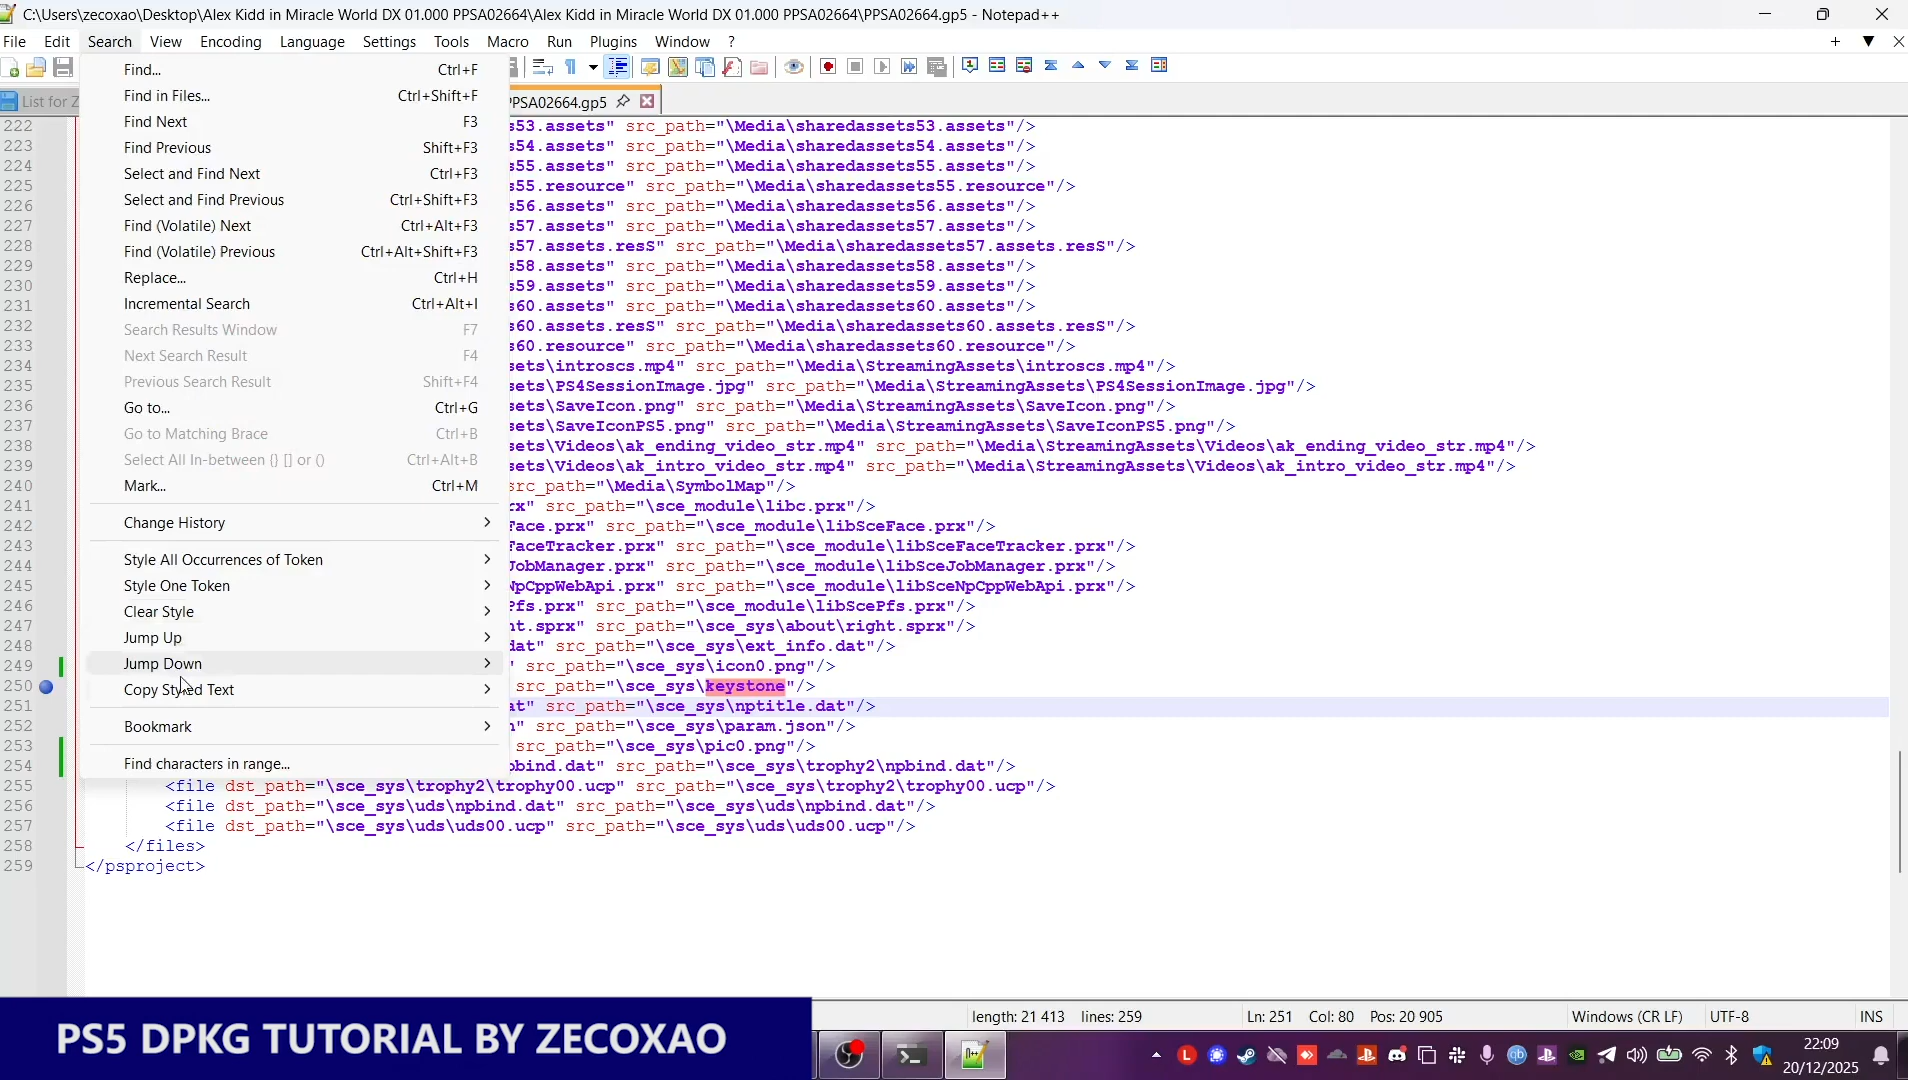 C:\Users\zecoxao\Desktop\Alex Kidd in Miracle World DX 01.000 PPSA02664\Alex Kidd in Miracle World DX 01.000 PPSA02664\PPSA02664.gp5 - Notepad++
File Edit Search View Encoding Language Settings Tools Macro Run Plugins Window ?
List for Z
PPSA02664.gp5
Find... Ctrl+F
Find in Files... Ctrl+Shift+F
Find Next F3
Find Previous Shift+F3
Select and Find Next Ctrl+F3
Select and Find Previous Ctrl+Shift+F3
Find (Volatile) Next Ctrl+Alt+F3
Find (Volatile) Previous Ctrl+Alt+Shift+F3
Replace... Ctrl+H
Incremental Search Ctrl+Alt+I
Search Results Window F7
Next Search Result F4
Previous Search Result Shift+F4
Go to... Ctrl+G
Go to Matching Brace Ctrl+B
Select All In-between {} [] or () Ctrl+Alt+B
Mark... Ctrl+M
Change History
Style All Occurrences of Token
Style One Token
Clear Style
Jump Up
Jump Down
Copy Styled Text
Bookmark
Find characters in range...
222 s53.assets" src_path="\Media\sharedassets53.assets"/>
223 s54.assets" src_path="\Media\sharedassets54.assets"/>
224 s55.assets" src_path="\Media\sharedassets55.assets"/>
225 s55.resource" src_path="\Media\sharedassets55.resource"/>
226 s56.assets" src_path="\Media\sharedassets56.assets"/>
227 s57.assets" src_path="\Media\sharedassets57.assets"/>
228 s57.assets.resS" src_path="\Media\sharedassets57.assets.resS"/>
229 s58.assets" src_path="\Media\sharedassets58.assets"/>
230 s59.assets" src_path="\Media\sharedassets59.assets"/>
231 s60.assets" src_path="\Media\sharedassets60.assets"/>
232 s60.assets.resS" src_path="\Media\sharedassets60.assets.resS"/>
233 s60.resource" src_path="\Media\sharedassets60.resource"/>
234 sets\introscs.mp4" src_path="\Media\StreamingAssets\introscs.mp4"/>
235 sets\PS4SessionImage.jpg" src_path="\Media\StreamingAssets\PS4SessionImage.jpg"/>
236 sets\SaveIcon.png" src_path="\Media\StreamingAssets\SaveIcon.png"/>
237 sets\SaveIconPS5.png" src_path="\Media\StreamingAssets\SaveIconPS5.png"/>
238 sets\Videos\ak_ending_video_str.mp4" src_path="\Media\StreamingAssets\Videos\ak_ending_video_str.mp4"/>
239 sets\Videos\ak_intro_video_str.mp4" src_path="\Media\StreamingAssets\Videos\ak_intro_video_str.mp4"/>
240 src_path="\Media\SymbolMap"/>
241 rx" src_path="\sce_module\libc.prx"/>
242 Face.prx" src_path="\sce_module\libSceFace.prx"/>
243 FaceTracker.prx" src_path="\sce_module\libSceFaceTracker.prx"/>
244 JobManager.prx" src_path="\sce_module\libSceJobManager.prx"/>
245 NpCppWebApi.prx" src_path="\sce_module\libSceNpCppWebApi.prx"/>
246 Pfs.prx" src_path="\sce_module\libScePfs.prx"/>
247 ht.sprx" src_path="\sce_sys\about\right.sprx"/>
248 dat" src_path="\sce_sys\ext_info.dat"/>
249 " src_path="\sce_sys\icon0.png"/>
250 src_path="\sce_sys\keystone"/>
251 at" src_path="\sce_sys\nptitle.dat"/>
252 n" src_path="\sce_sys\param.json"/>
253 src_path="\sce_sys\pic0.png"/>
254 pbind.dat" src_path="\sce_sys\trophy2\npbind.dat"/>
255 <file dst_path="\sce_sys\trophy2\trophy00.ucp" src_path="\sce_sys\trophy2\trophy00.ucp"/>
256 <file dst_path="\sce_sys\uds\npbind.dat" src_path="\sce_sys\uds\npbind.dat"/>
257 <file dst_path="\sce_sys\uds\uds00.ucp" src_path="\sce_sys\uds\uds00.ucp"/>
258 </files>
259 </psproject>
length: 21 413 lines: 259 Ln: 251 Col: 80 Pos: 20 905 Windows (CR LF) UTF-8 INS
PS5 DPKG TUTORIAL BY ZECOXAO
22:09
20/12/2025